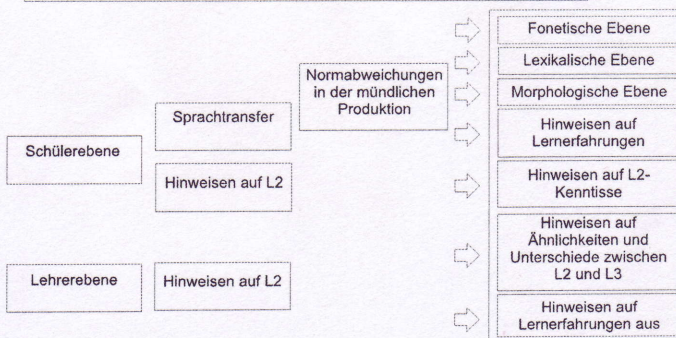 Fonetische Ebene
Lexikalische Ebene
Morphologische Ebene
Normabweichungen
in der mündlichen
Produktion
Sprachtransfer
Hinweisen auf
Lernerfahrungen
Schülerebene
Hinweisen auf L2
Hinweisen auf L2-
Kenntisse
Hinweisen auf
Ähnlichkeiten und
Unterschiede zwischen
L2 und L3
Lehrerebene
Hinweisen auf L2
Hinweisen auf
Lernerfahrungen aus